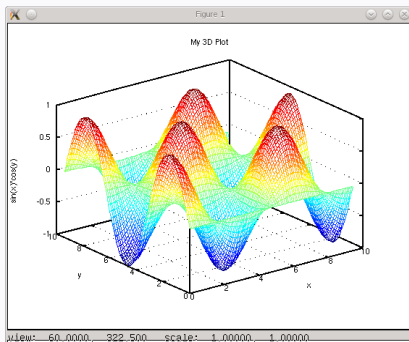 Figure 1
My 3D Plot
1
0.5
0
-0.5
-1
sin(x)*cos(y)
10
8
6
4
2
0
y
0
2
4
6
8
10
x
view: 60.0000, 322.500 scale: 1.00000, 1.00000